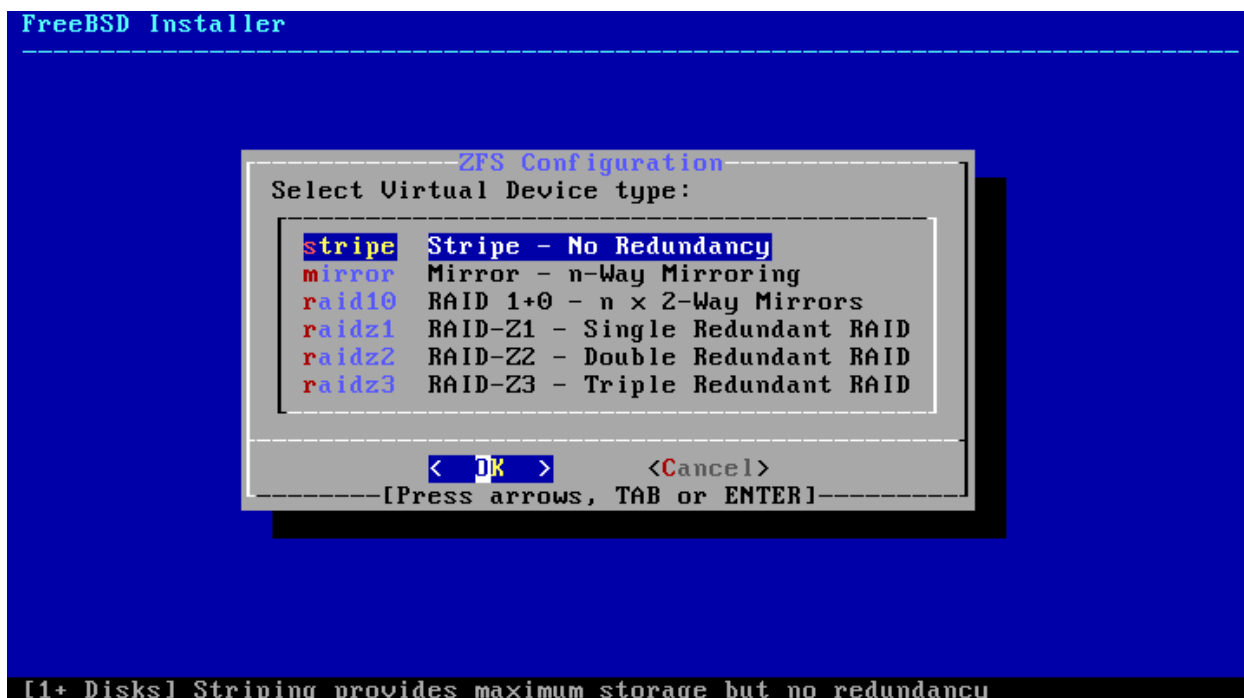 FreeBSD Installer
ZFS Configuration
Select Virtual Device type:
stripe Stripe - No Redundancy
mirror Mirror - n-Way Mirroring
raid10 RAID 1+0 - n x 2-Way Mirrors
raidz1 RAID-Z1 - Single Redundant RAID
raidz2 RAID-Z2 - Double Redundant RAID
raidz3 RAID-Z3 - Triple Redundant RAID
< OK > <Cancel>
[Press arrows, TAB or ENTER]
[1+ Disks] Striping provides maximum storage but no redundancy